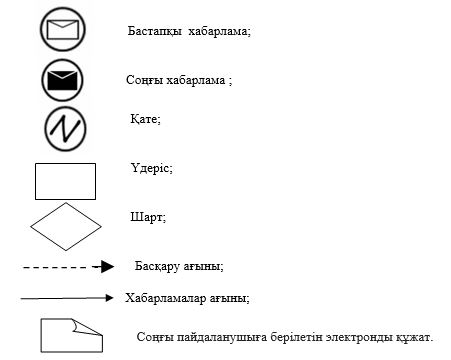 Бастапқы хабарлама;
Соңғы хабарлама ;
Қате;
Үдеріс;
Шарт;
Басқару ағыны;
Хабарламалар ағыны;
Соңғы пайдаланушыға берілетін электронды құжат.